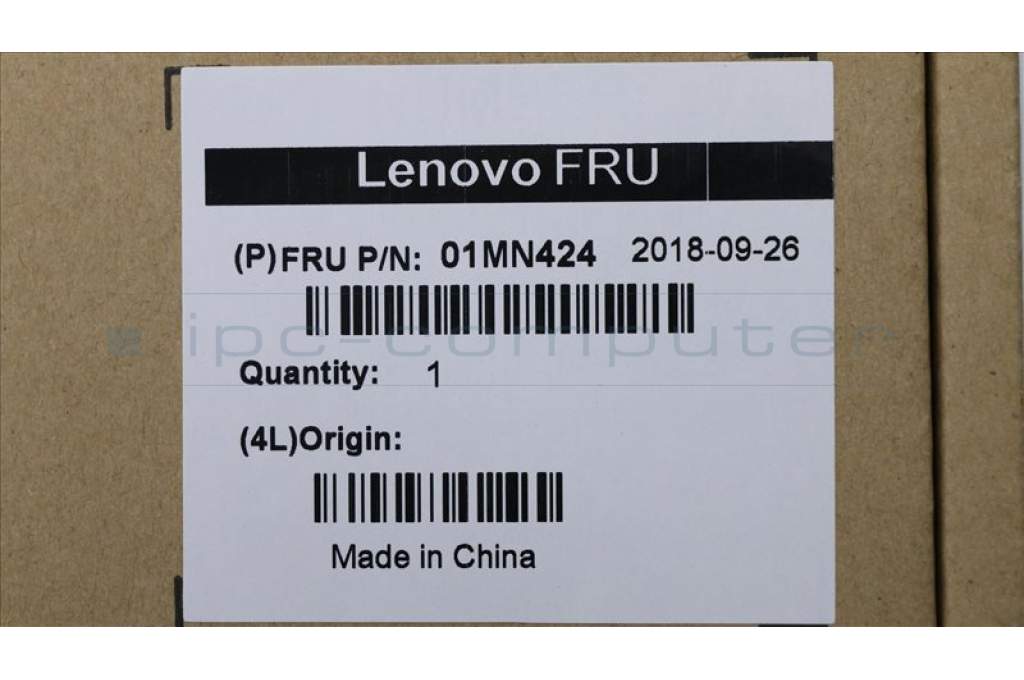 Lenovo FRU
(P)FRU P/N: 01MN424 2018-09-26
ipc-computer
Quantity: 1
(4L)Origin:
Made in China